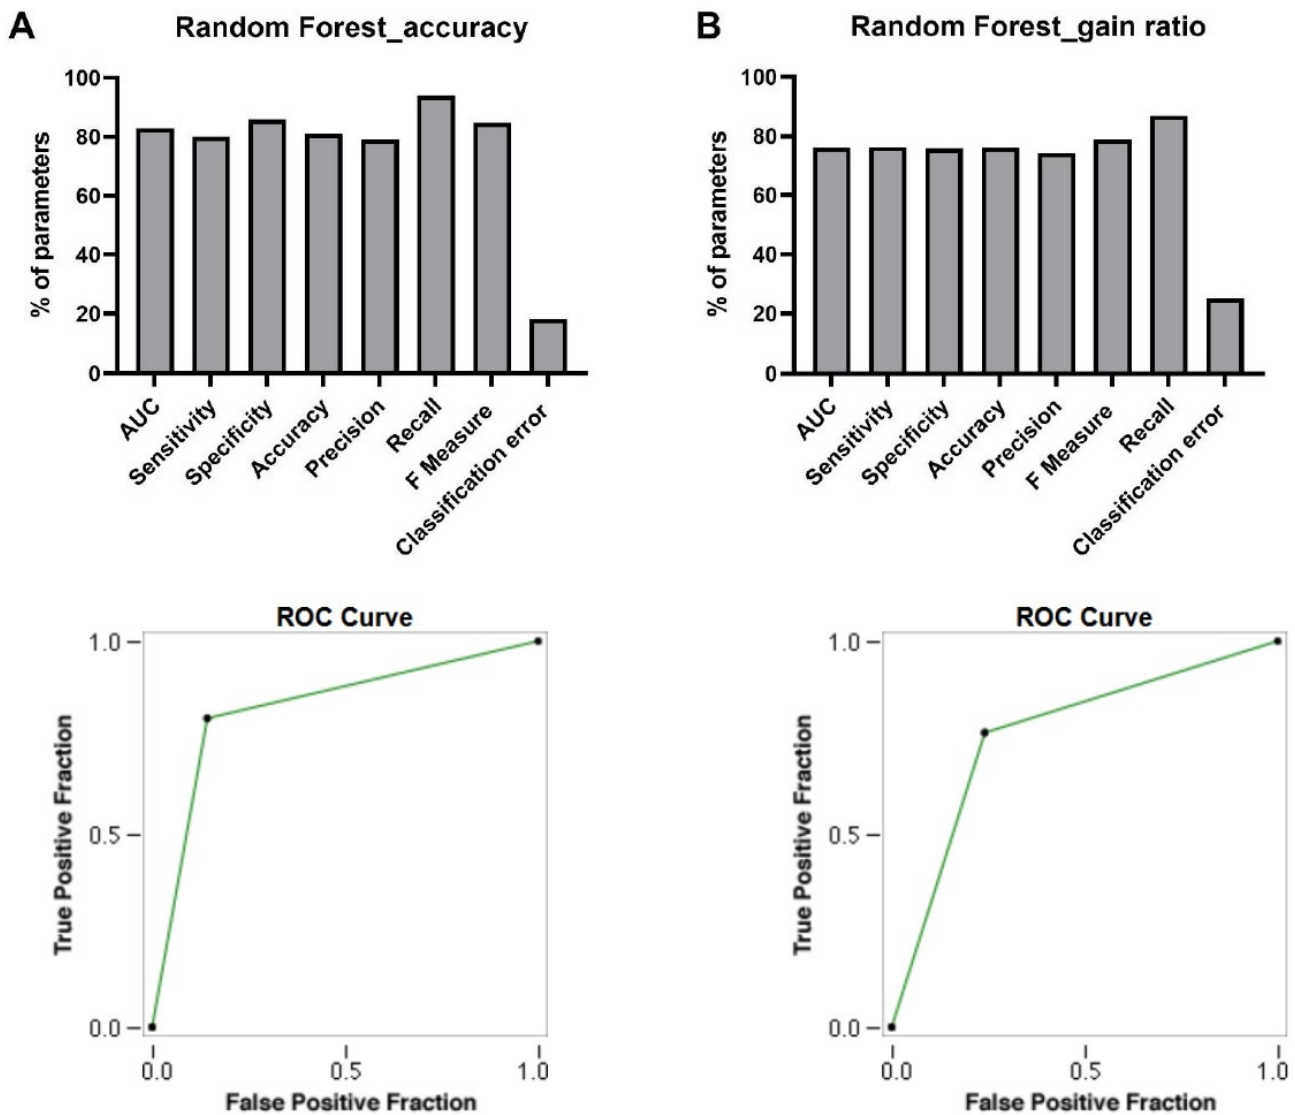 A
Random Forest_accuracy
% of parameters
100
80
60
40
20
0
AUC
Sensitivity
Specificity
Accuracy
Precision
Recall
F Measure
Classification error
B
Random Forest_gain ratio
% of parameters
100
80
60
40
20
0
AUC
Sensitivity
Specificity
Accuracy
Precision
F Measure
Recall
Classification error
ROC Curve
True Positive Fraction
1.0
0.5
0.0
0.0 0.5 1.0
False Positive Fraction
ROC Curve
True Positive Fraction
1.0
0.5
0.0
0.0 0.5 1.0
False Positive Fraction